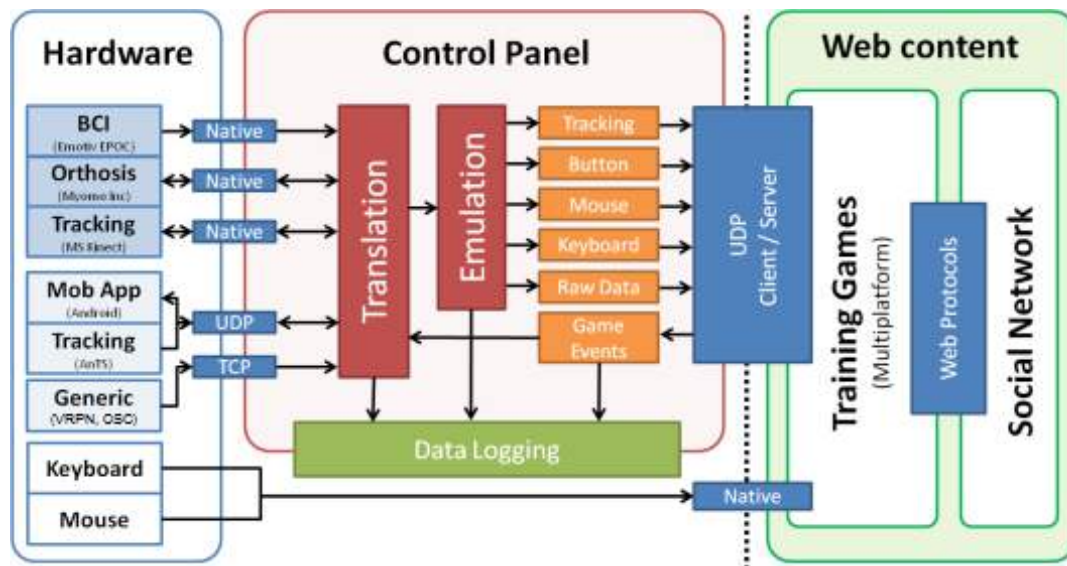 Hardware
Control Panel
Web content
BCI
(Emotiv EPOC)
Native
Orthosis
(Myomo Inc)
Native
Tracking
(MS Kinect)
Native
Mob App
(Android)
Tracking
(AnTS)
UDP
TCP
Generic
(VRPN, OSC)
Keyboard
Mouse
Translation
Emulation
Tracking
Button
Mouse
Keyboard
Raw Data
Game
Events
Data Logging
UDP
Client / Server
Native
Training Games
(Multiplatform)
Web Protocols
Social Network